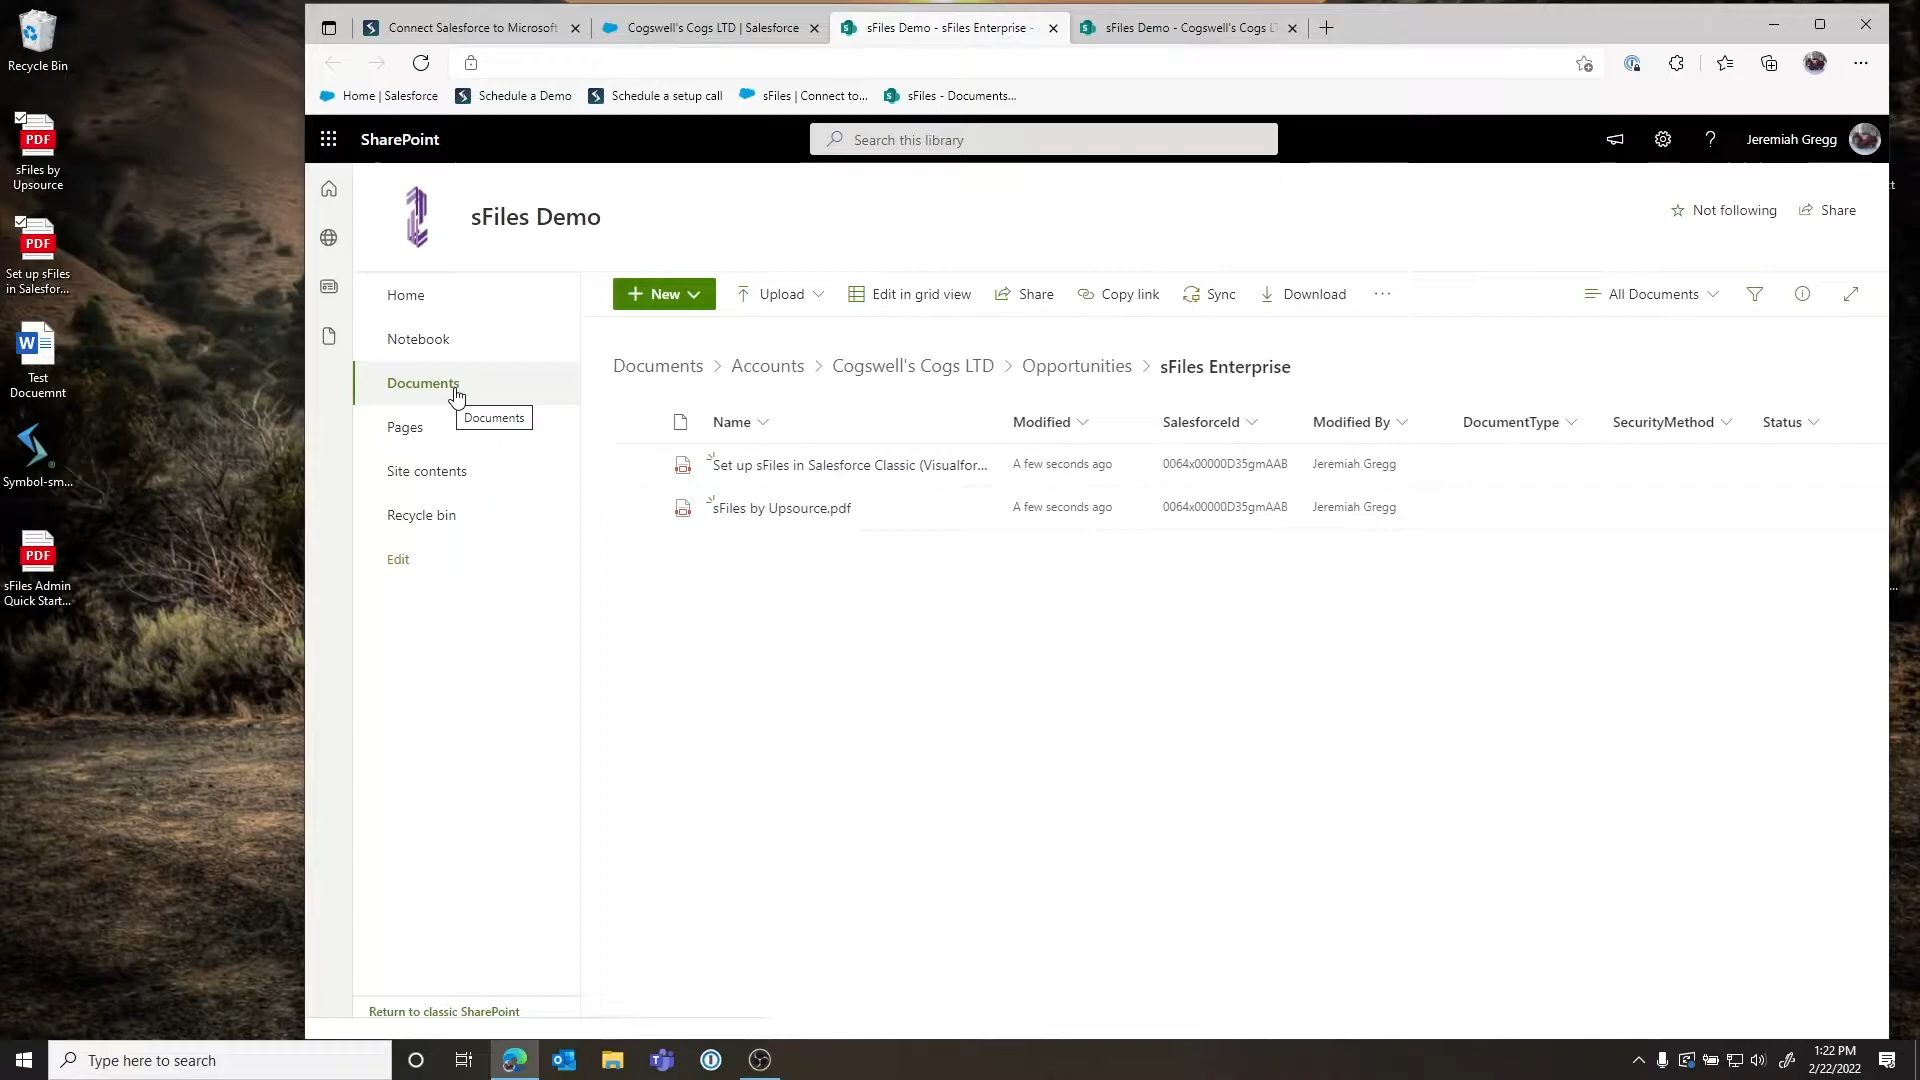 Recycle Bin
PDF
sFiles by
Upsource
PDF
Set up sFiles
in Salesfor...
Test
Docuemnt
Symbol-sm...
PDF
sFiles Admin
Quick Start...
Connect Salesforce to Microsoft
Cogswell's Cogs LTD | Salesforce
sFiles Demo - sFiles Enterprise -
sFiles Demo - Cogswell's Cogs LT
Home | Salesforce
Schedule a Demo
Schedule a setup call
sFiles | Connect to...
sFiles - Documents...
SharePoint
Search this library
Jeremiah Gregg
sFiles Demo
Not following
Share
Home
Notebook
Documents
Documents
Pages
Site contents
Recycle bin
Edit
Return to classic SharePoint
New
Upload
Edit in grid view
Share
Copy link
Sync
Download
All Documents
Documents > Accounts > Cogswell's Cogs LTD > Opportunities > sFiles Enterprise
Name Modified SalesforceId Modified By DocumentType SecurityMethod Status
Set up sFiles in Salesforce Classic (Visualfor... A few seconds ago 0064x00000D35gmAAB Jeremiah Gregg
sFiles by Upsource.pdf A few seconds ago 0064x00000D35gmAAB Jeremiah Gregg
Type here to search
1:22 PM
2/22/2022